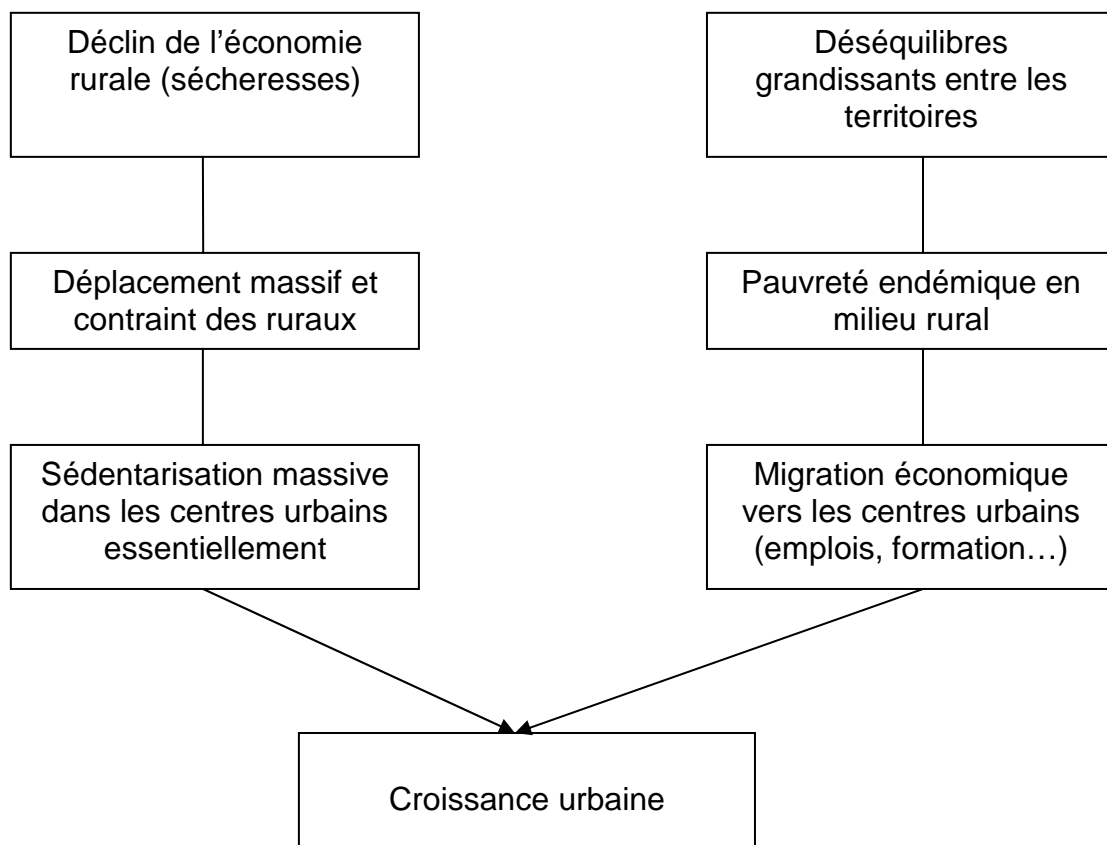 Déclin de l’économie
rurale (sécheresses)
Déséquilibres
grandissants entre les
territoires
Déplacement massif et
contraint des ruraux
Pauvreté endémique en
milieu rural
Sédentarisation massive
dans les centres urbains
essentiellement
Migration économique
vers les centres urbains
(emplois, formation…)
Croissance urbaine